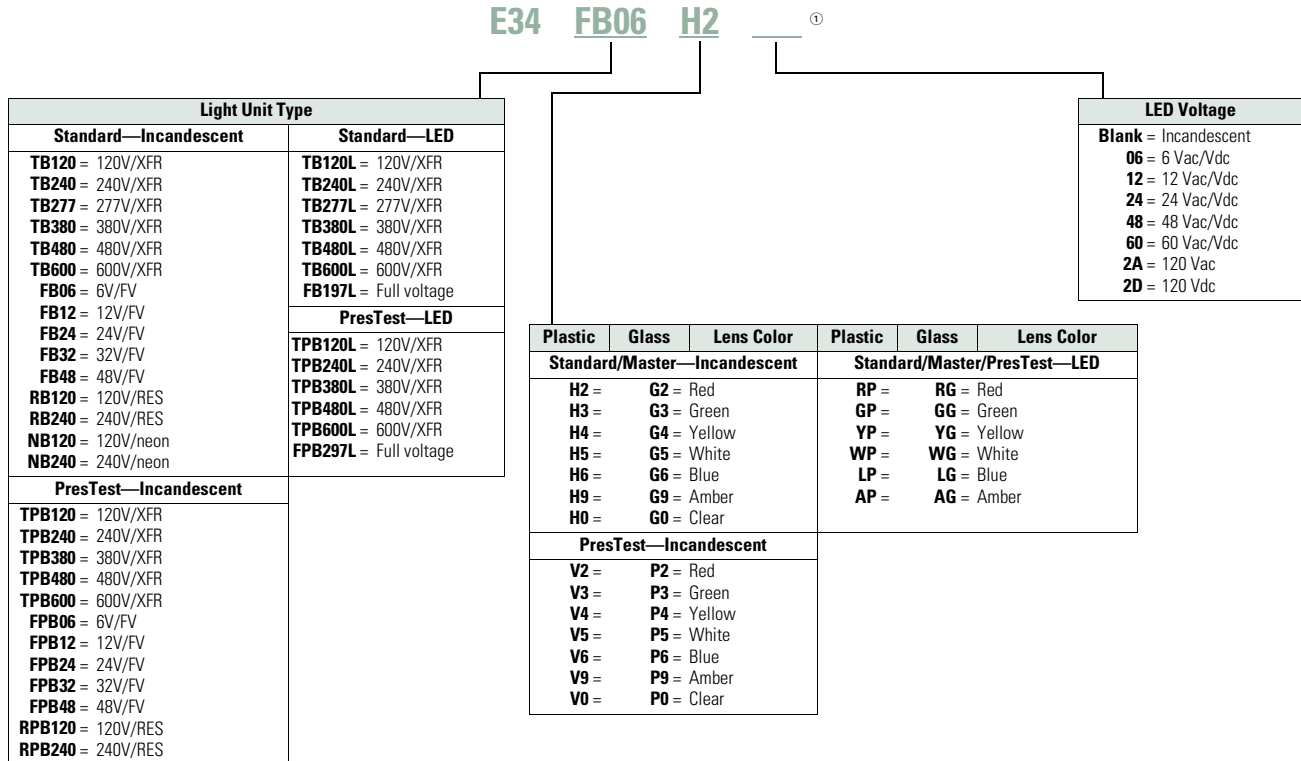 E34 FB06 H2 ___ ①
Light Unit Type
Standard—Incandescent
TB120 = 120V/XFR
TB240 = 240V/XFR
TB277 = 277V/XFR
TB380 = 380V/XFR
TB480 = 480V/XFR
TB600 = 600V/XFR
FB06 = 6V/FV
FB12 = 12V/FV
FB24 = 24V/FV
FB32 = 32V/FV
FB48 = 48V/FV
RB120 = 120V/RES
RB240 = 240V/RES
NB120 = 120V/neon
NB240 = 240V/neon
PresTest—Incandescent
TPB120 = 120V/XFR
TPB240 = 240V/XFR
TPB380 = 380V/XFR
TPB480 = 480V/XFR
TPB600 = 600V/XFR
FPB06 = 6V/FV
FPB12 = 12V/FV
FPB24 = 24V/FV
FPB32 = 32V/FV
FPB48 = 48V/FV
RPB120 = 120V/RES
RPB240 = 240V/RES
Standard—LED
TB120L = 120V/XFR
TB240L = 240V/XFR
TB277L = 277V/XFR
TB380L = 380V/XFR
TB480L = 480V/XFR
TB600L = 600V/XFR
FB197L = Full voltage
PresTest—LED
TPB120L = 120V/XFR
TPB240L = 240V/XFR
TPB380L = 380V/XFR
TPB480L = 480V/XFR
TPB600L = 600V/XFR
FPB297L = Full voltage
Plastic Glass Lens Color
Standard/Master—Incandescent
H2 = G2 = Red
H3 = G3 = Green
H4 = G4 = Yellow
H5 = G5 = White
H6 = G6 = Blue
H9 = G9 = Amber
H0 = G0 = Clear
PresTest—Incandescent
V2 = P2 = Red
V3 = P3 = Green
V4 = P4 = Yellow
V5 = P5 = White
V6 = P6 = Blue
V9 = P9 = Amber
V0 = P0 = Clear
Plastic Glass Lens Color
Standard/Master/PresTest—LED
RP = RG = Red
GP = GG = Green
YP = YG = Yellow
WP = WG = White
LP = LG = Blue
AP = AG = Amber
LED Voltage
Blank = Incandescent
06 = 6 Vac/Vdc
12 = 12 Vac/Vdc
24 = 24 Vac/Vdc
48 = 48 Vac/Vdc
60 = 60 Vac/Vdc
2A = 120 Vac
2D = 120 Vdc